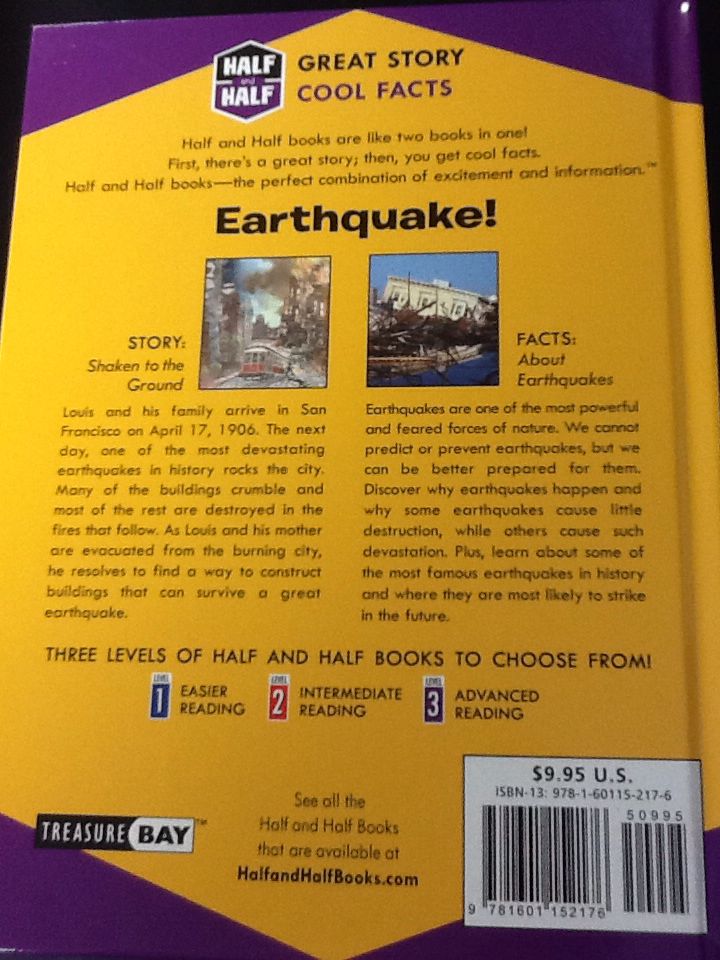 HALF and HALF
GREAT STORY
COOL FACTS
Half and Half books are like two books in one!
First, there's a great story; then, you get cool facts.
Half and Half books—the perfect combination of excitement and information.™
Earthquake!
STORY:
Shaken to the
Ground
FACTS:
About
Earthquakes
Louis and his family arrive in San
Francisco on April 17, 1906. The next
day, one of the most devastating
earthquakes in history rocks the city.
Many of the buildings crumble and
most of the rest are destroyed in the
fires that follow. As Louis and his mother
are evacuated from the burning city,
he resolves to find a way to construct
buildings that can survive a great
earthquake.
Earthquakes are one of the most powerful
and feared forces of nature. We cannot
predict or prevent earthquakes, but we
can be better prepared for them.
Discover why earthquakes happen and
why some earthquakes cause little
destruction, while others cause such
devastation. Plus, learn about some of
the most famous earthquakes in history
and where they are most likely to strike
in the future.
THREE LEVELS OF HALF AND HALF BOOKS TO CHOOSE FROM!
LEVEL 1 EASIER READING
LEVEL 2 INTERMEDIATE READING
LEVEL 3 ADVANCED READING
TREASURE BAY™
See all the
Half and Half Books
that are available at
HalfandHalfBooks.com
$9.95 U.S.
ISBN-13: 978-1-60115-217-6
50995
9 781601 152176